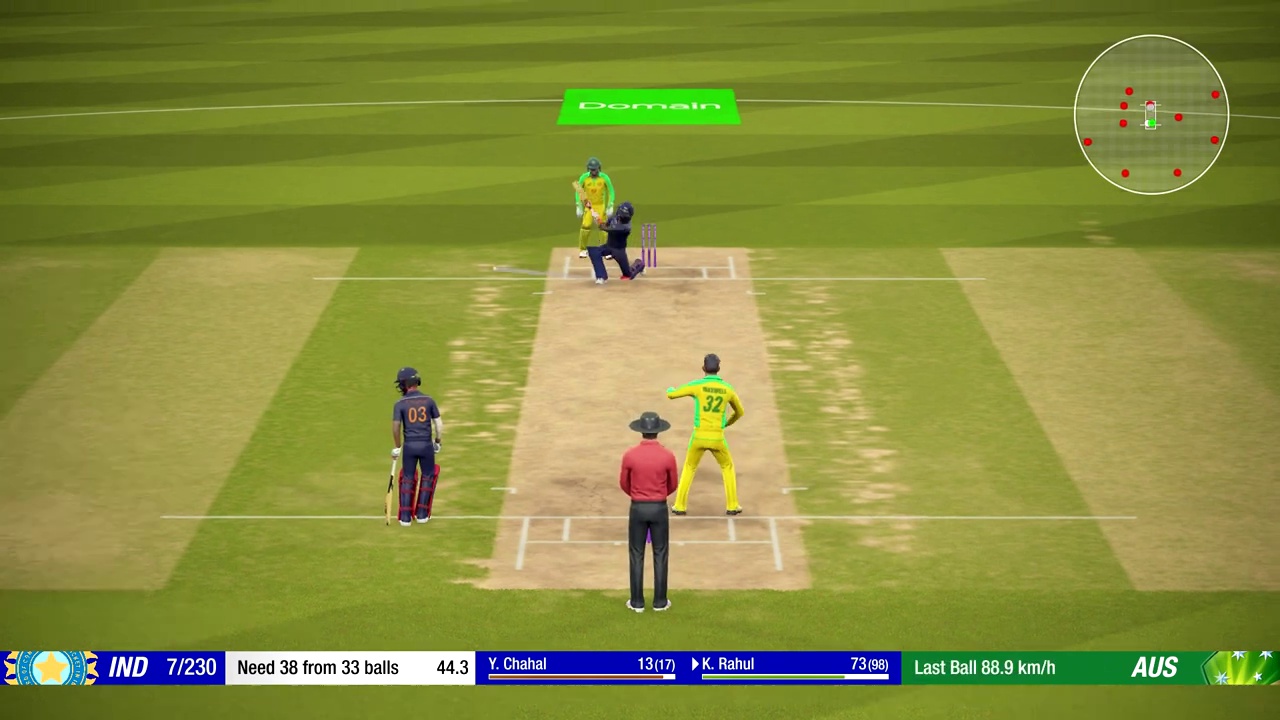 Domain
32
03
IND 7/230 Need 38 from 33 balls 44.3 Y. Chahal 13(17) K. Rahul 73(98) Last Ball 88.9 km/h AUS